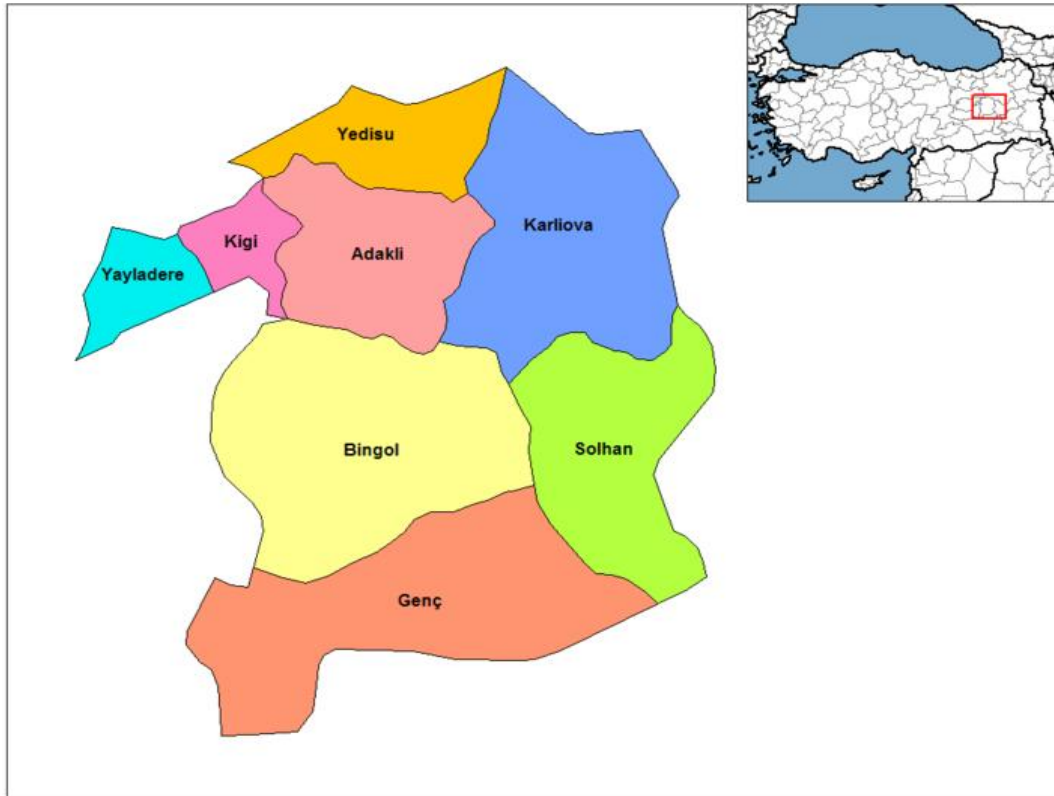 Yedisu
Karliova
Kigi
Adakli
Yayladere
Bingol
Solhan
Genç